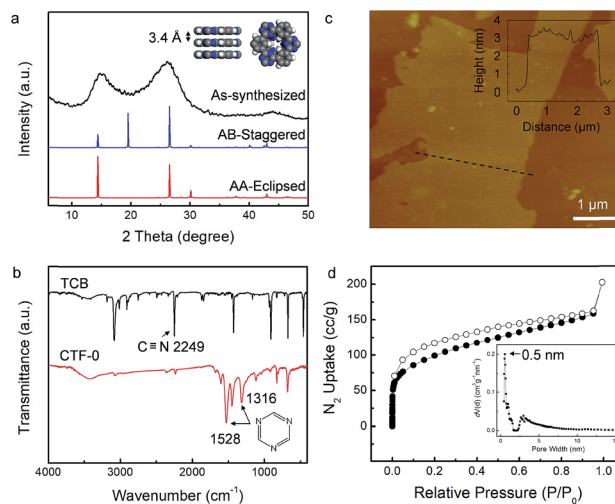 a
3.4 Å
As-synthesized
AB-Staggered
AA-Eclipsed
Intensity (a.u.)
10 20 30 40 50
2 Theta (degree)
c
Height (nm)
4
3
2
1
0
-1
0 1 2 3
Distance (µm)
1 µm
b
TCB
C≡N 2249
CTF-0
1316
1528
N
N
N
Transmittance (a.u.)
4000 3000 2000 1000
Wavenumber (cm-1)
d
N2 Uptake (cc/g)
250
200
150
100
50
0
0.0 0.2 0.4 0.6 0.8 1.0
Relative Pressure (P/P0)
0.5 nm
dV(d) (cm3 g-1 nm-1)
0.2
0.1
0.0
5 10
Pore Width (nm)